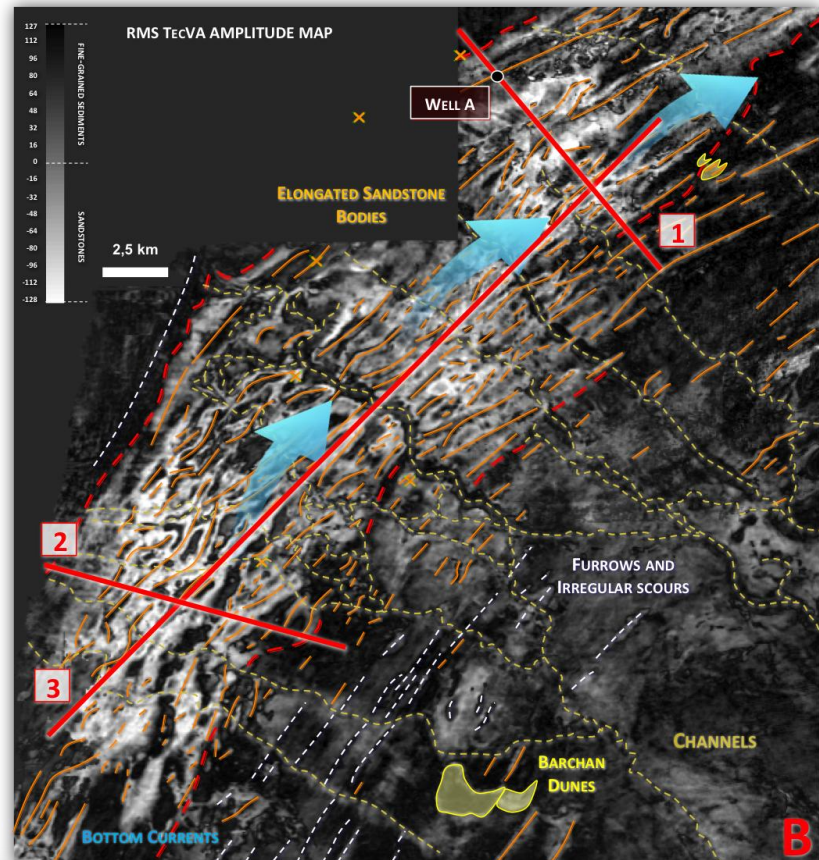 RMS TECVA AMPLITUDE MAP
127
112
96
80
64
48
32
16
0
-16
-32
-48
-64
-80
-96
-112
-128
FINE-GRAINED SEDIMENTS
SANDSTONES
WELL A
ELONGATED SANDSTONE
BODIES
2,5 km
1
2
FURROWS AND
IRREGULAR SCOURS
3
CHANNELS
BARCHAN
DUNES
BOTTOM CURRENTS
B